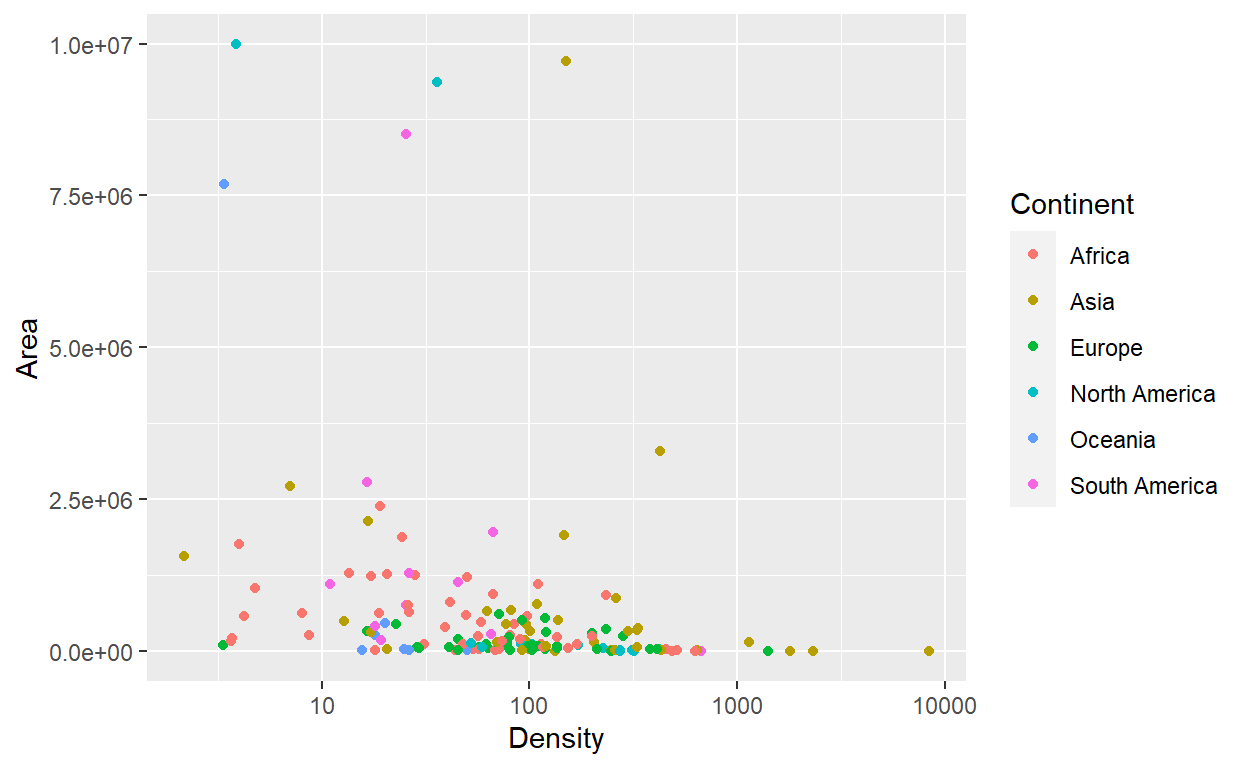 1.0e+07
7.5e+06
5.0e+06
2.5e+06
0.0e+00
Area
10
100
1000
10000
Density
Continent
Africa
Asia
Europe
North America
Oceania
South America